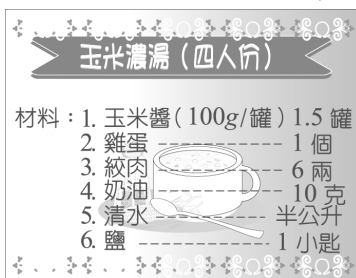 玉米濃湯(四人份)
材料：1. 玉米醬(100g/罐) 1.5 罐
2. 雞蛋 ------------ 1 個
3. 絞肉 ------------ 6 兩
4. 奶油 ------------ 10 克
5. 清水 ------------ 半公升
6. 鹽 ------------ 1 小匙